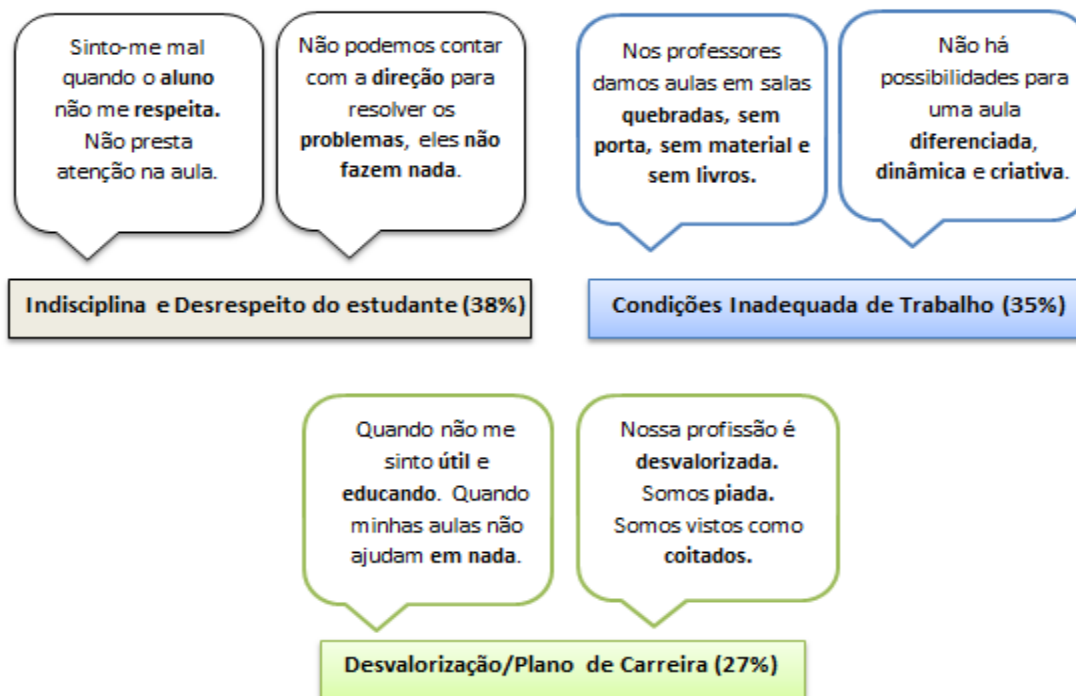 Sinto-me mal
quando o aluno
não me respeita.
Não presta
atenção na aula.
Não podemos contar
com a direção para
resolver os
problemas, eles não
fazem nada.
Indisciplina e Desrespeito do estudante (38%)
Nos professores
damos aulas em salas
quebradas, sem
porta, sem material e
sem livros.
Não há
possibilidades para
uma aula
diferenciada,
dinâmica e criativa.
Condições Inadequada de Trabalho (35%)
Quando não me
sinto útil e
educando. Quando
minhas aulas não
ajudam em nada.
Nossa profissão é
desvalorizada.
Somos piada.
Somos vistos como
coitados.
Desvalorização/Plano de Carreira (27%)